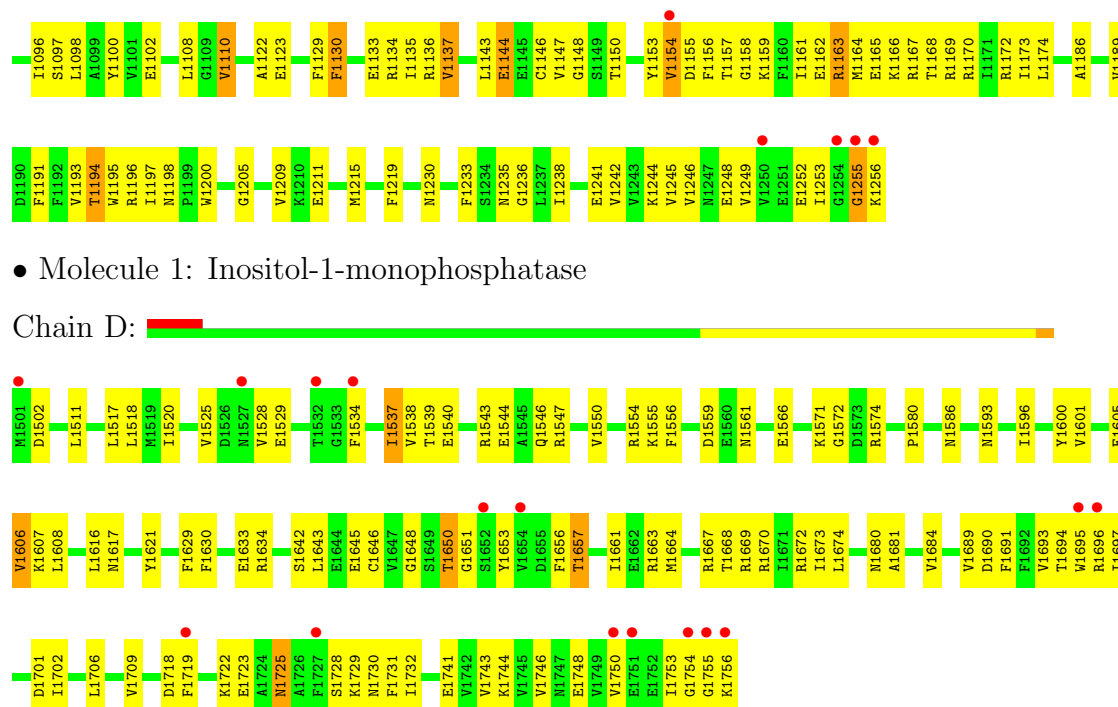 I1096 S1097 L1098 A1099 Y1100 V1101 E1102 L1108 G1109 V1110 A1122 E1123 F1129 F1130 E1133 R1134 I1135 R1136 V1137 L1143 E1144 E1145 C1146 V1147 G1148 S1149 T1150 Y1153 V1154 D1155 F1156 T1157 G1158 K1159 F1160 I1161 E1162 R1163 M1164 E1165 K1166 R1167 T1168 R1169 R1170 I1171 R1172 I1173 L1174 A1186 V1189
D1190 F1191 F1192 V1193 T1194 W1195 R1196 I1197 N1198 P1199 W1200 G1205 V1209 K1210 E1211 M1215 F1219 N1230 F1233 S1234 N1235 G1236 L1237 I1238 E1241 V1242 V1243 K1244 V1245 V1246 N1247 E1248 V1249 V1250 E1251 E1252 I1253 G1254 G1255 K1256
• Molecule 1: Inositol-1-monophosphatase
Chain D:
M1501 D1502 L1511 L1517 L1518 M1519 I1520 V1525 D1526 N1527 V1528 E1529 T1532 G1533 F1534 I1537 V1538 T1539 E1540 R1543 E1544 A1545 Q1546 R1547 V1550 R1554 K1555 F1556 D1559 E1560 N1561 E1566 K1571 G1572 D1573 R1574 P1580 N1586 N1593 I1596 Y1600 V1601 E1605
V1606 K1607 L1608 L1616 N1617 Y1621 F1629 F1630 E1633 R1634 S1642 L1643 E1644 E1645 C1646 V1647 G1648 S1649 T1650 G1651 S1652 Y1653 V1654 D1655 F1656 T1657 I1661 E1662 R1663 M1664 R1667 T1668 R1669 R1670 I1671 R1672 I1673 L1674 N1680 A1681 V1684 V1689 D1690 F1691 F1692 V1693 T1694 W1695 R1696 I1697
D1701 I1702 L1706 V1709 D1718 F1719 K1722 E1723 A1724 N1725 A1726 F1727 S1728 K1729 N1730 F1731 I1732 E1741 V1742 V1743 K1744 V1745 V1746 N1747 E1748 V1749 V1750 E1751 E1752 I1753 G1754 G1755 K1756